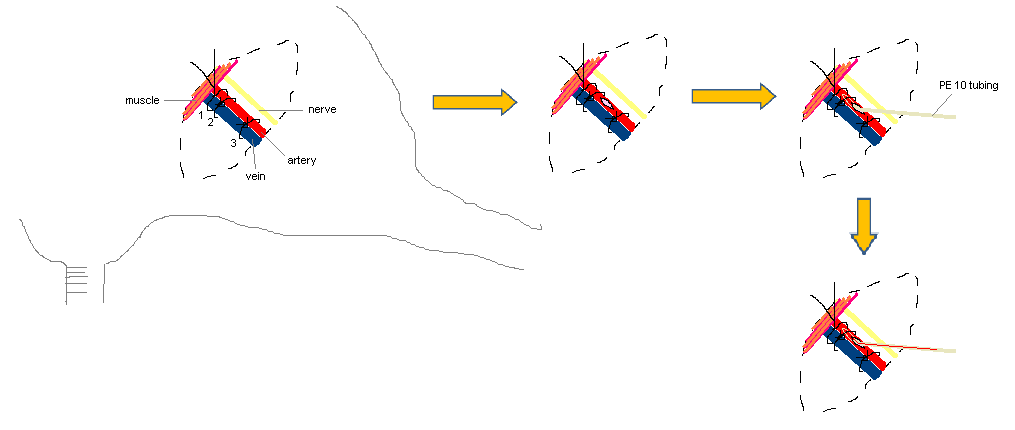 muscle
1
2
3
nerve
artery
vein
PE 10 tubing